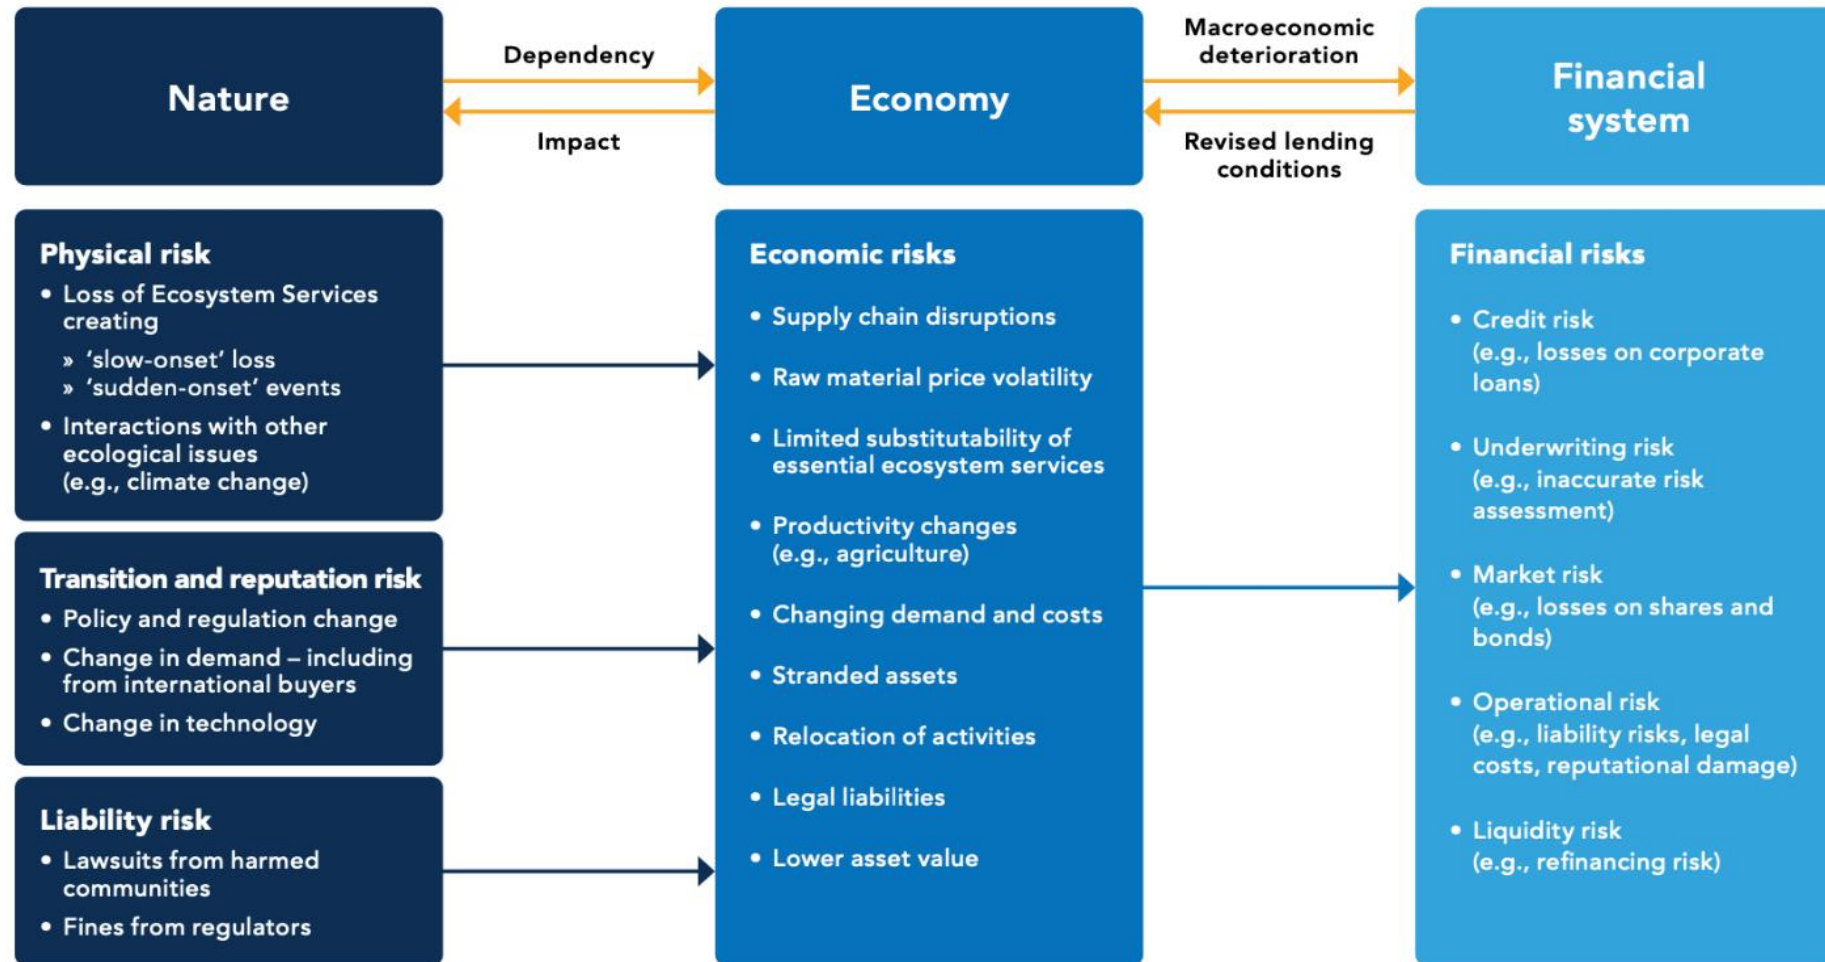 Nature
Dependency
Impact
Economy
Macroeconomic
deterioration
Revised lending
conditions
Financial
system
Physical risk
• Loss of Ecosystem Services
creating
» ‘slow-onset’ loss
» ‘sudden-onset’ events
• Interactions with other
ecological issues
(e.g., climate change)
Transition and reputation risk
• Policy and regulation change
• Change in demand – including
from international buyers
• Change in technology
Liability risk
• Lawsuits from harmed
communities
• Fines from regulators
Economic risks
• Supply chain disruptions
• Raw material price volatility
• Limited substitutability of
essential ecosystem services
• Productivity changes
(e.g., agriculture)
• Changing demand and costs
• Stranded assets
• Relocation of activities
• Legal liabilities
• Lower asset value
Financial risks
• Credit risk
(e.g., losses on corporate
loans)
• Underwriting risk
(e.g., inaccurate risk
assessment)
• Market risk
(e.g., losses on shares and
bonds)
• Operational risk
(e.g., liability risks, legal
costs, reputational damage)
• Liquidity risk
(e.g., refinancing risk)